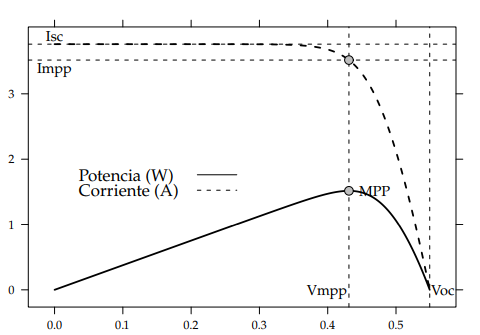 Isc
Impp
3
2
Potencia (W)
Corriente (A)
MPP
1
0
Vmpp
Voc
0.0 0.1 0.2 0.3 0.4 0.5